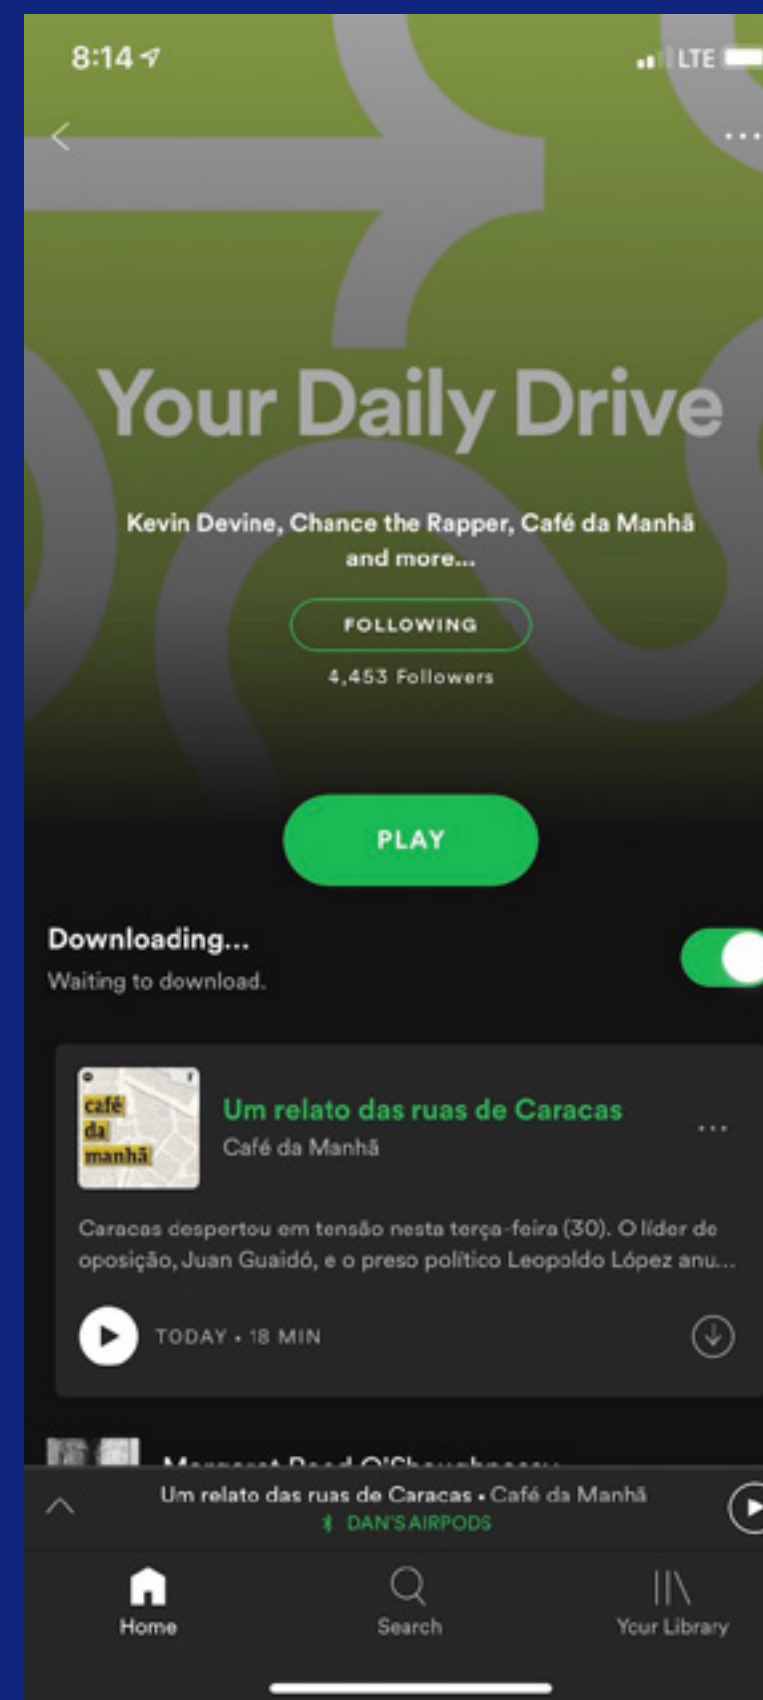 8:14
LTE
Your Daily Drive
Kevin Devine, Chance the Rapper, Café da Manhã
and more...
FOLLOWING
4,453 Followers
PLAY
Downloading...
Waiting to download.
café
da
manhã
Um relato das ruas de Caracas
Café da Manhã
Caracas despertou em tensão nesta terça-feira (30). O líder de
oposição, Juan Guaidó, e o preso político Leopoldo López anu...
TODAY • 18 MIN
Um relato das ruas de Caracas • Café da Manhã
DAN'S AIRPODS
Home
Search
Your Library